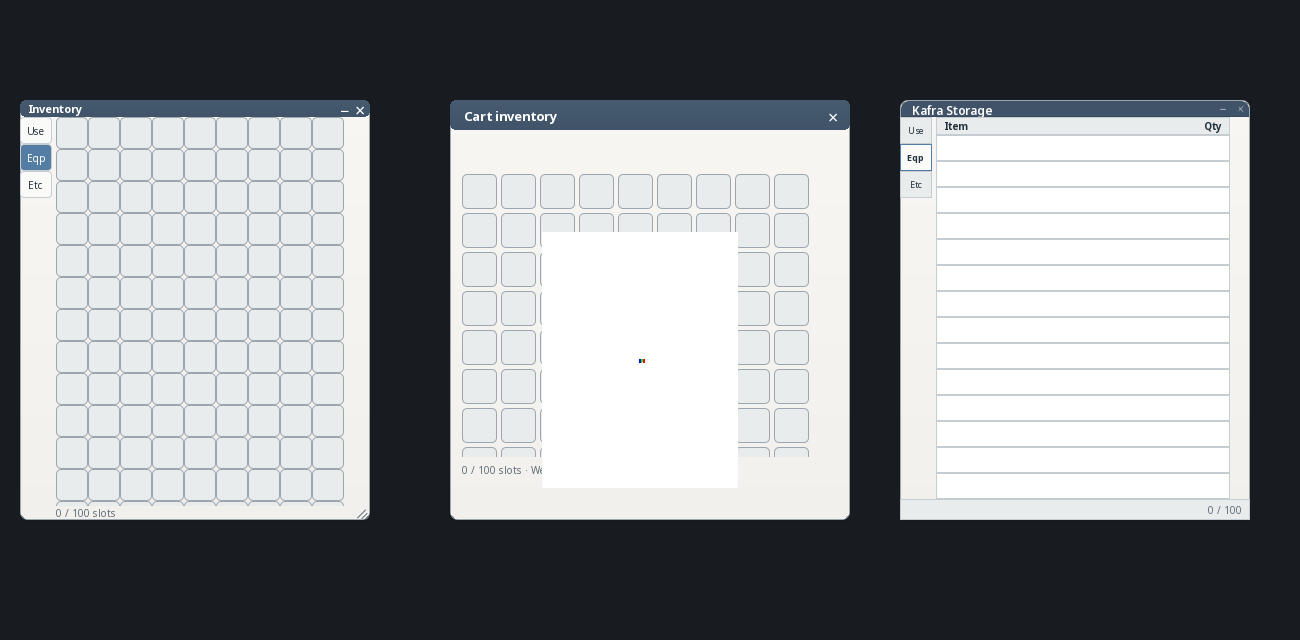 Inventory
Use
Eqp
Etc
0 / 100 slots
Cart inventory
0 / 100 slots ·
Kafra Storage
Use
Eqp
Etc
Item Qty
0 / 100